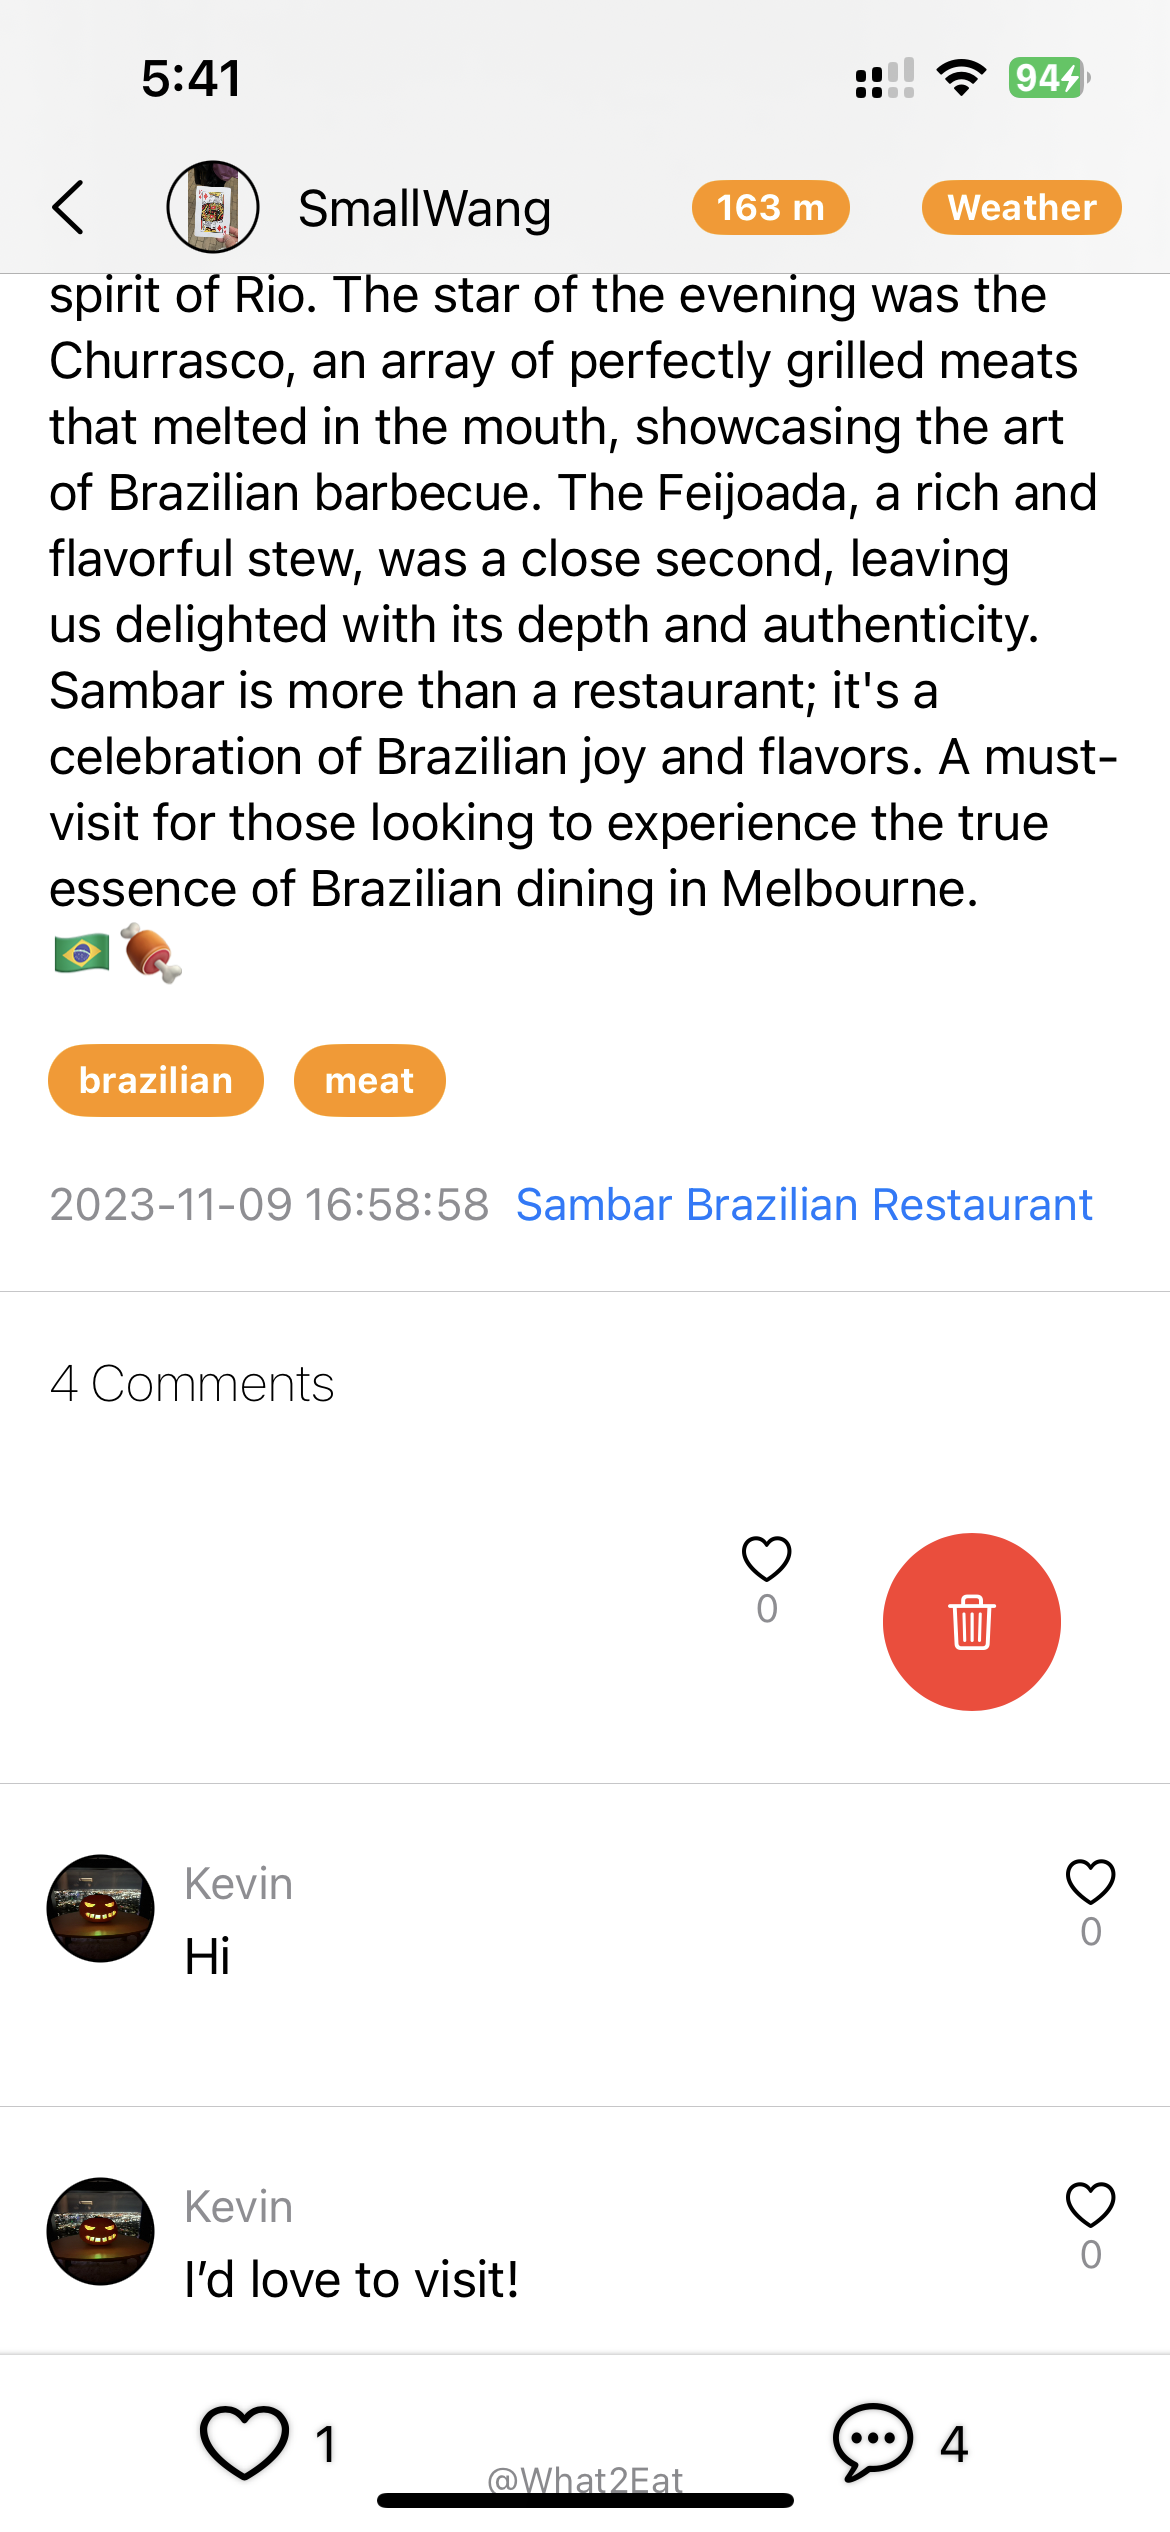 5:41
94
SmallWang
163 m
Weather
spirit of Rio. The star of the evening was the
Churrasco, an array of perfectly grilled meats
that melted in the mouth, showcasing the art
of Brazilian barbecue. The Feijoada, a rich and
flavorful stew, was a close second, leaving
us delighted with its depth and authenticity.
Sambar is more than a restaurant; it's a
celebration of Brazilian joy and flavors. A must-
visit for those looking to experience the true
essence of Brazilian dining in Melbourne.
🇧🇷🍖
brazilian
meat
2023-11-09 16:58:58 Sambar Brazilian Restaurant
4 Comments
0
Kevin
Hi
0
Kevin
I’d love to visit!
0
1
@What2Eat
4